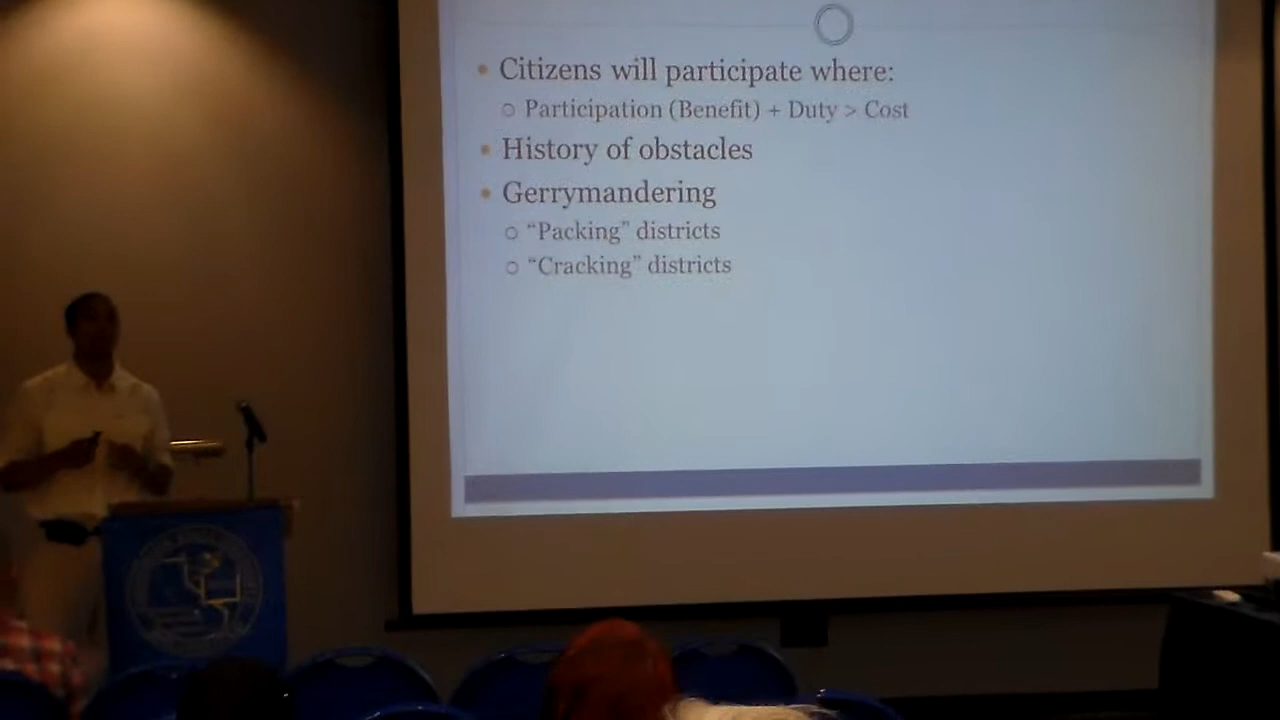 Citizens will participate where:
Participation (Benefit) + Duty > Cost
History of obstacles
Gerrymandering
“Packing” districts
“Cracking” districts